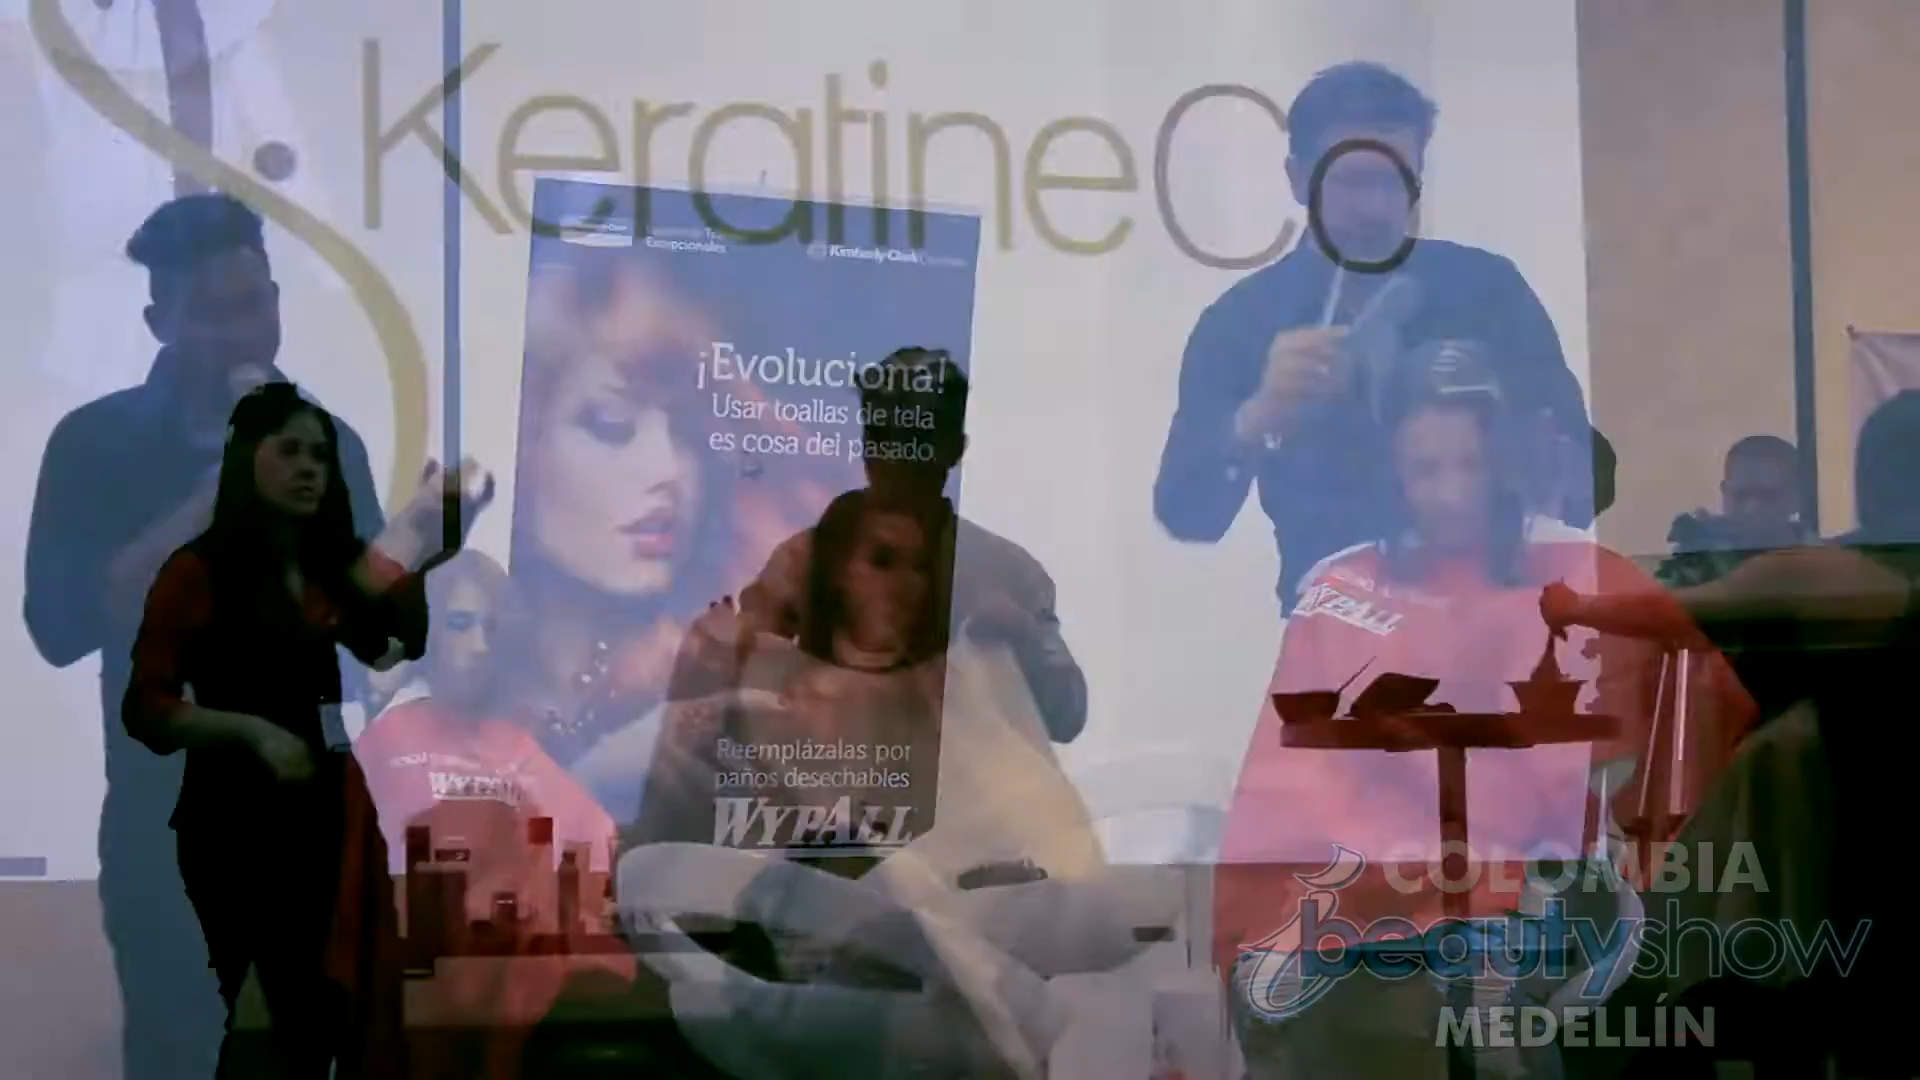 KeratineCo
Excepcionales
Kimberly-Clark
¡Evoluciona!
Usar toallas de tela
es cosa del pasado.
Reemplázalas por
paños desechables
WYPALL
WYPALL
WYPALL
COLOMBIA
beautyshow
MEDELLÍN